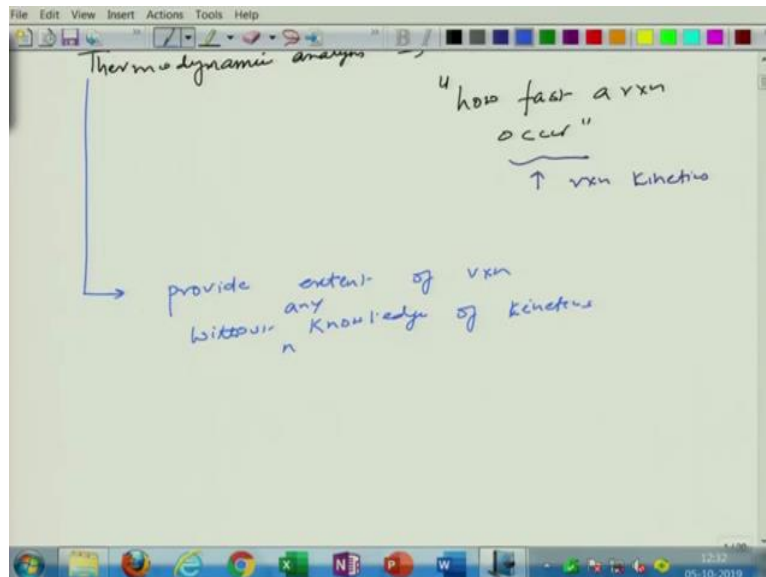 File Edit View Insert Actions Tools Help
Thermodynamic analysis →
"how fast a rxn
occur"
↑ rxn kinetics
provide extent of rxn
any
without ∧ knowledge of kinetics
12:32
05-10-2019